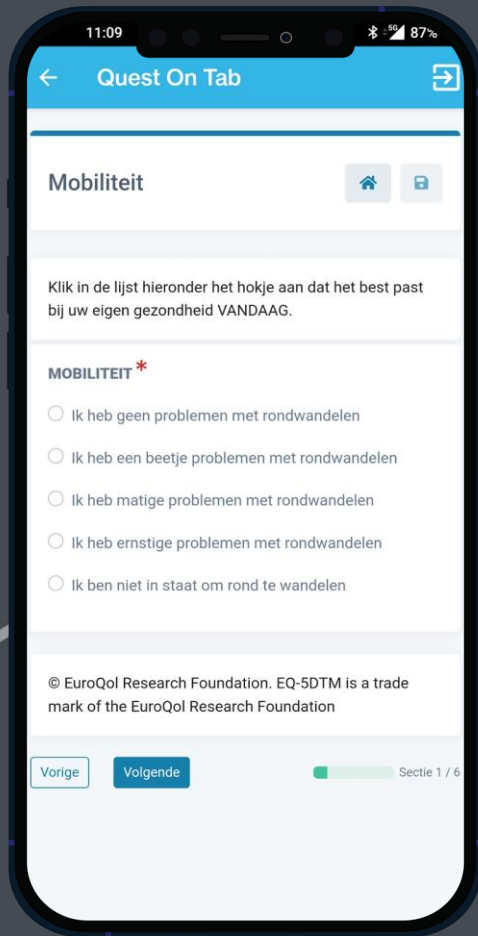 11:09
5G 87%
Quest On Tab
Mobiliteit
Klik in de lijst hieronder het hokje aan dat het best past
bij uw eigen gezondheid VANDAAG.
MOBILITEIT *
Ik heb geen problemen met rondwandelen
Ik heb een beetje problemen met rondwandelen
Ik heb matige problemen met rondwandelen
Ik heb ernstige problemen met rondwandelen
Ik ben niet in staat om rond te wandelen
© EuroQol Research Foundation. EQ-5DTM is a trade
mark of the EuroQol Research Foundation
Vorige Volgende Sectie 1 / 6